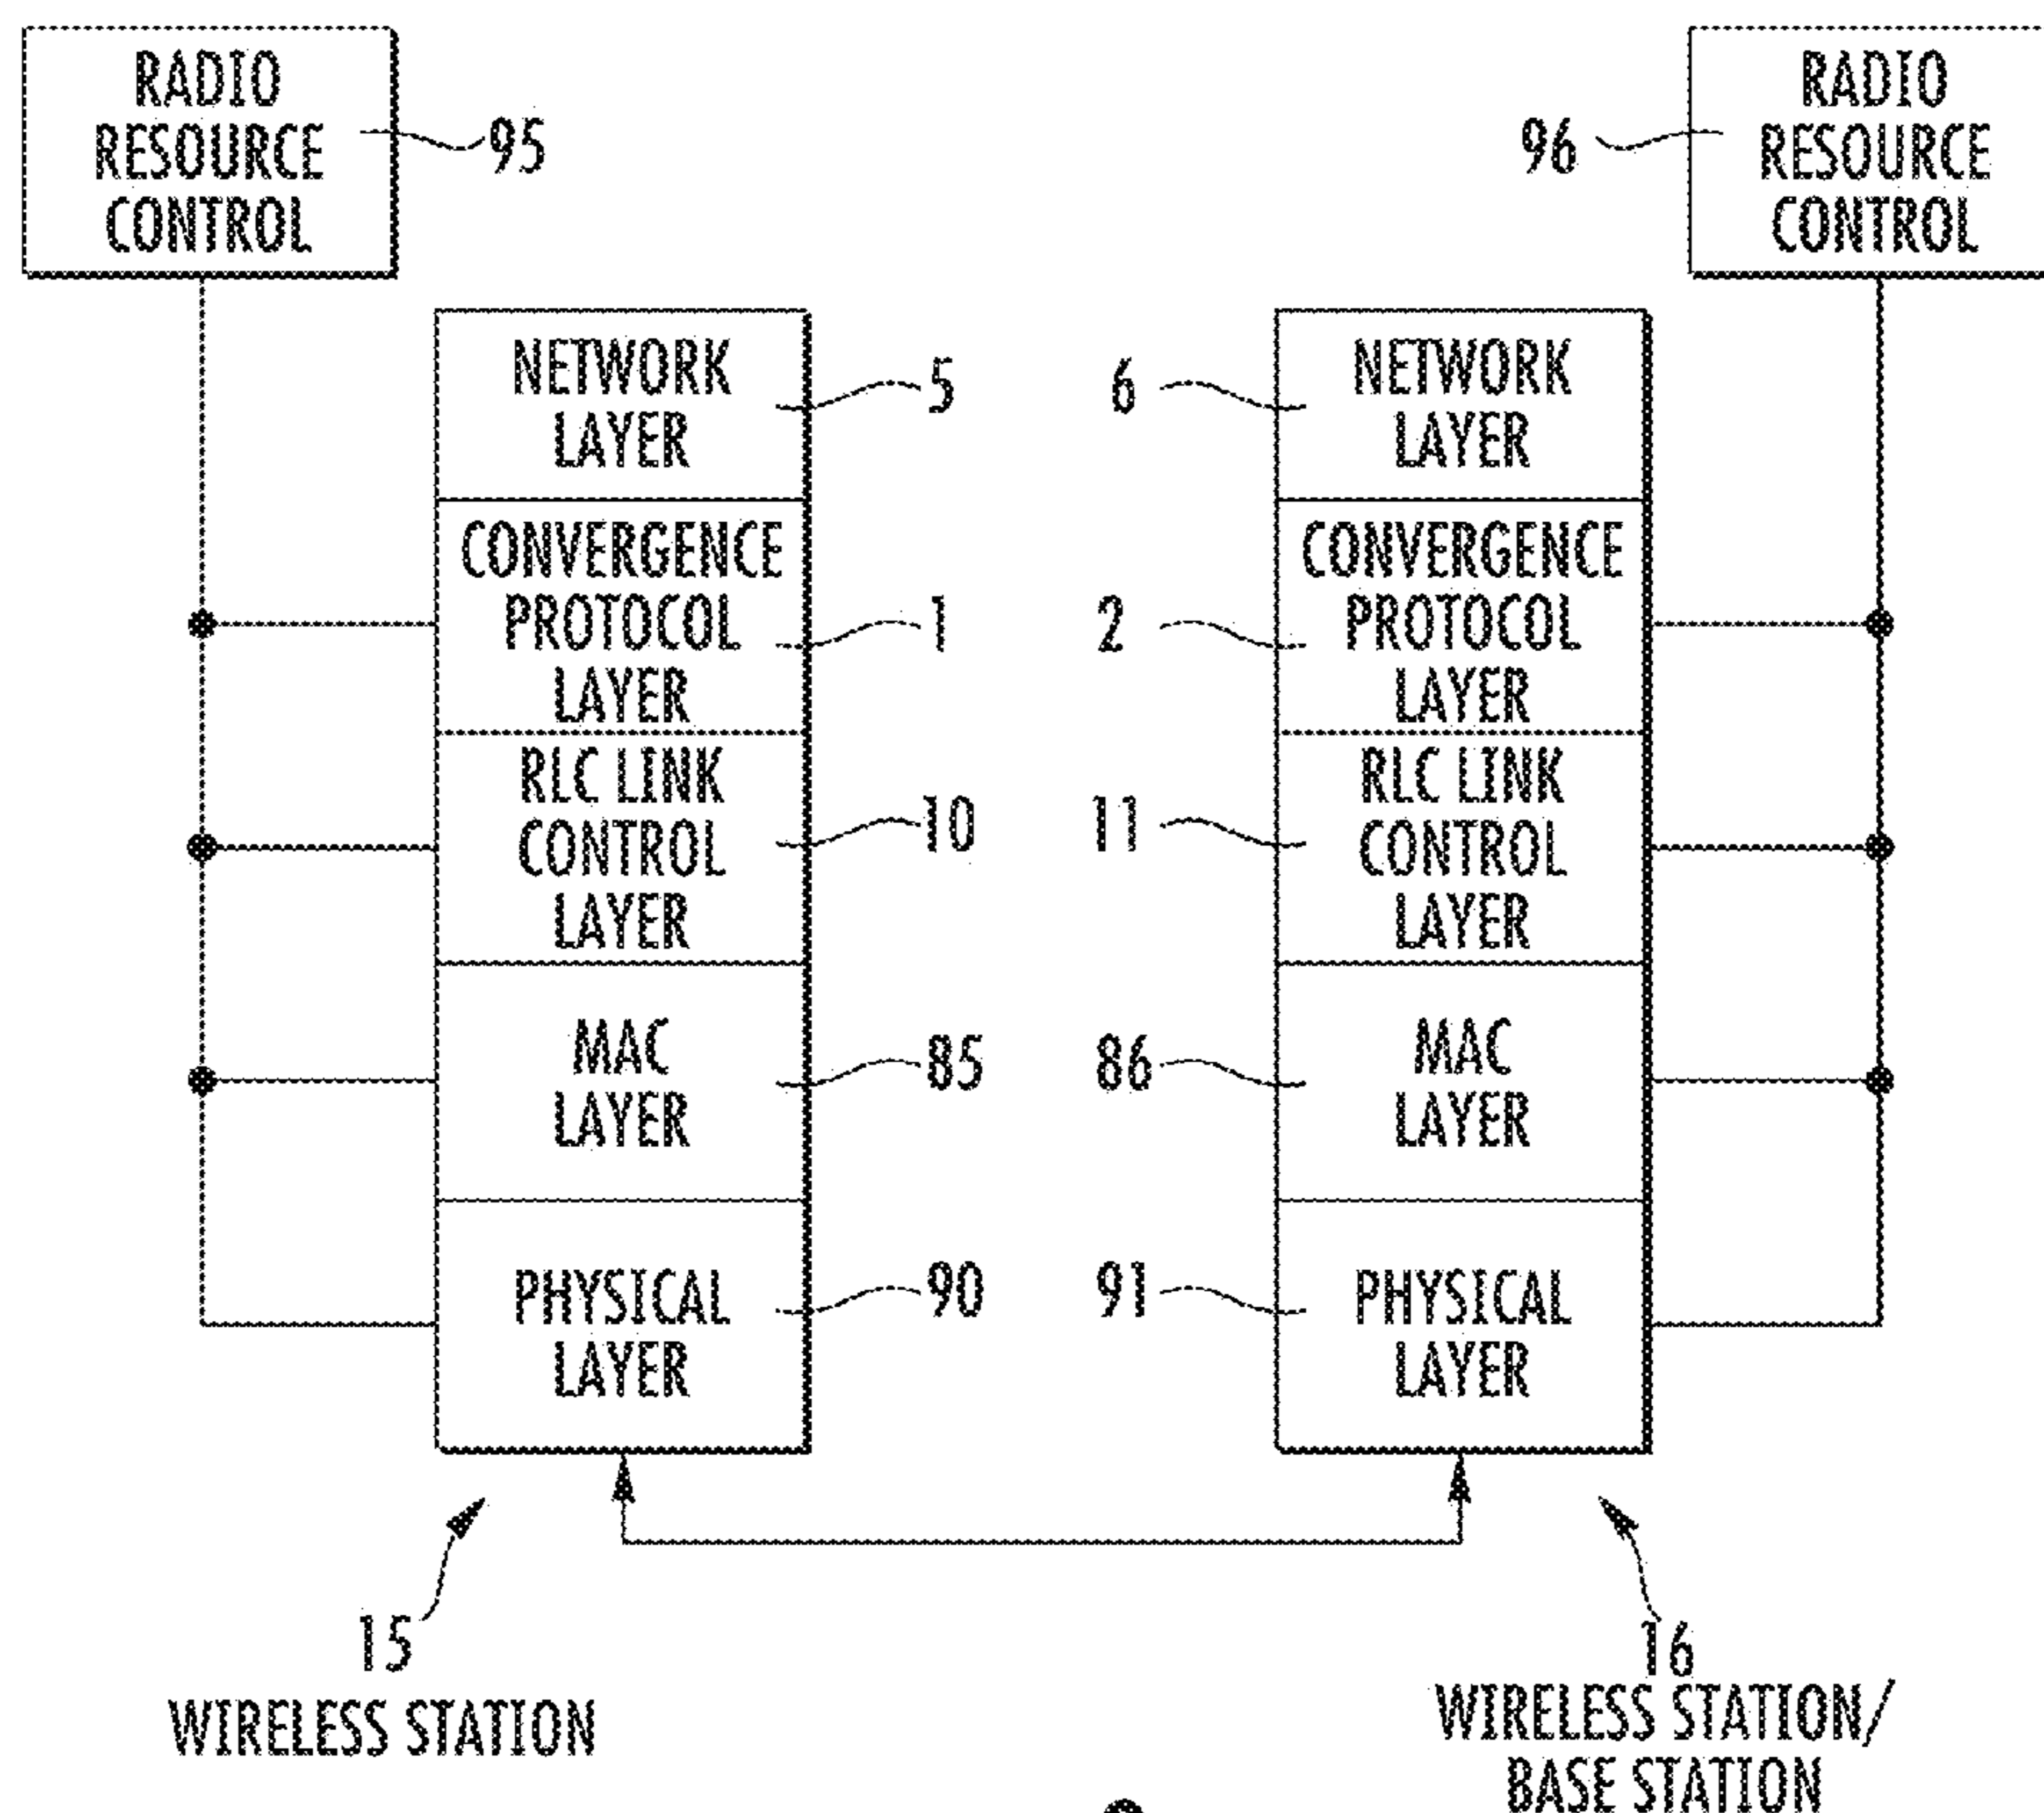 RADIO
RESOURCE
CONTROL
95
96
RADIO
RESOURCE
CONTROL
NETWORK
LAYER
5
6
NETWORK
LAYER
CONVERGENCE
PROTOCOL
LAYER
1
2
CONVERGENCE
PROTOCOL
LAYER
RLC LINK
CONTROL
LAYER
10
11
RLC LINK
CONTROL
LAYER
MAC
LAYER
85
86
MAC
LAYER
PHYSICAL
LAYER
90
91
PHYSICAL
LAYER
15
WIRELESS STATION
16
WIRELESS STATION/
BASE STATION